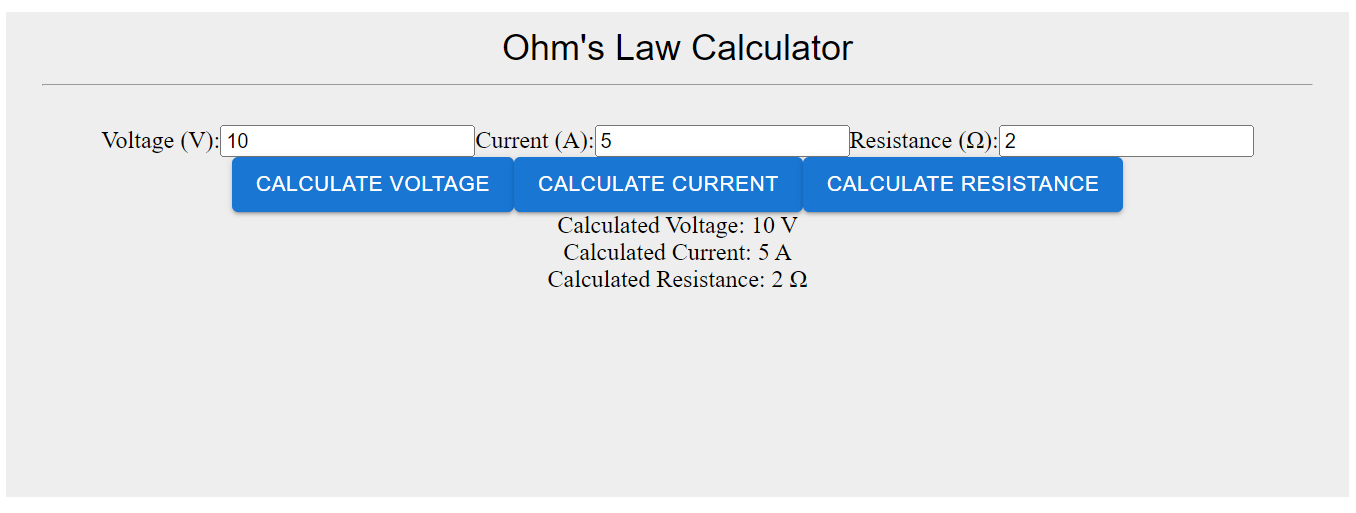 Ohm's Law Calculator
Voltage (V): 10 Current (A): 5 Resistance (Ω): 2
CALCULATE VOLTAGE CALCULATE CURRENT CALCULATE RESISTANCE
Calculated Voltage: 10 V
Calculated Current: 5 A
Calculated Resistance: 2 Ω